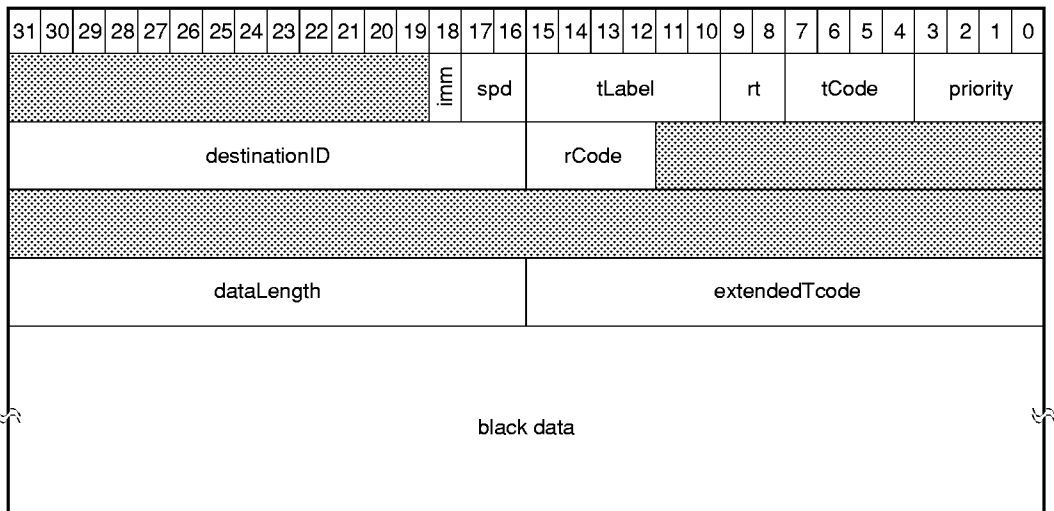 31 30 29 28 27 26 25 24 23 22 21 20 19 18 17 16 15 14 13 12 11 10 9 8 7 6 5 4 3 2 1 0
imm spd tLabel rt tCode priority
destinationID rCode
dataLength extendedTcode
black data